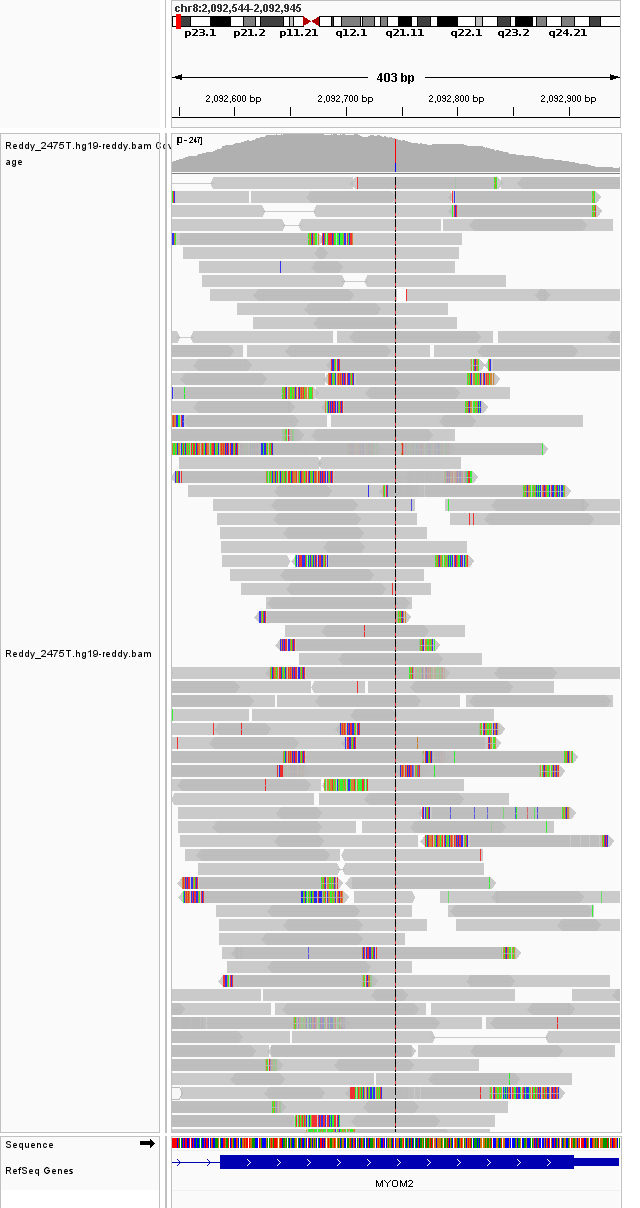 chr8:2,092,544-2,092,945
p23.1 p21.2 p11.21 q12.1 q21.11 q22.1 q23.2 q24.21
403 bp
2,092,600 bp 2,092,700 bp 2,092,800 bp 2,092,900 bp
Reddy_2475T.hg19-reddy.bam Cov
age
[0 - 247]
Reddy_2475T.hg19-reddy.bam
Sequence
RefSeq Genes
MYOM2